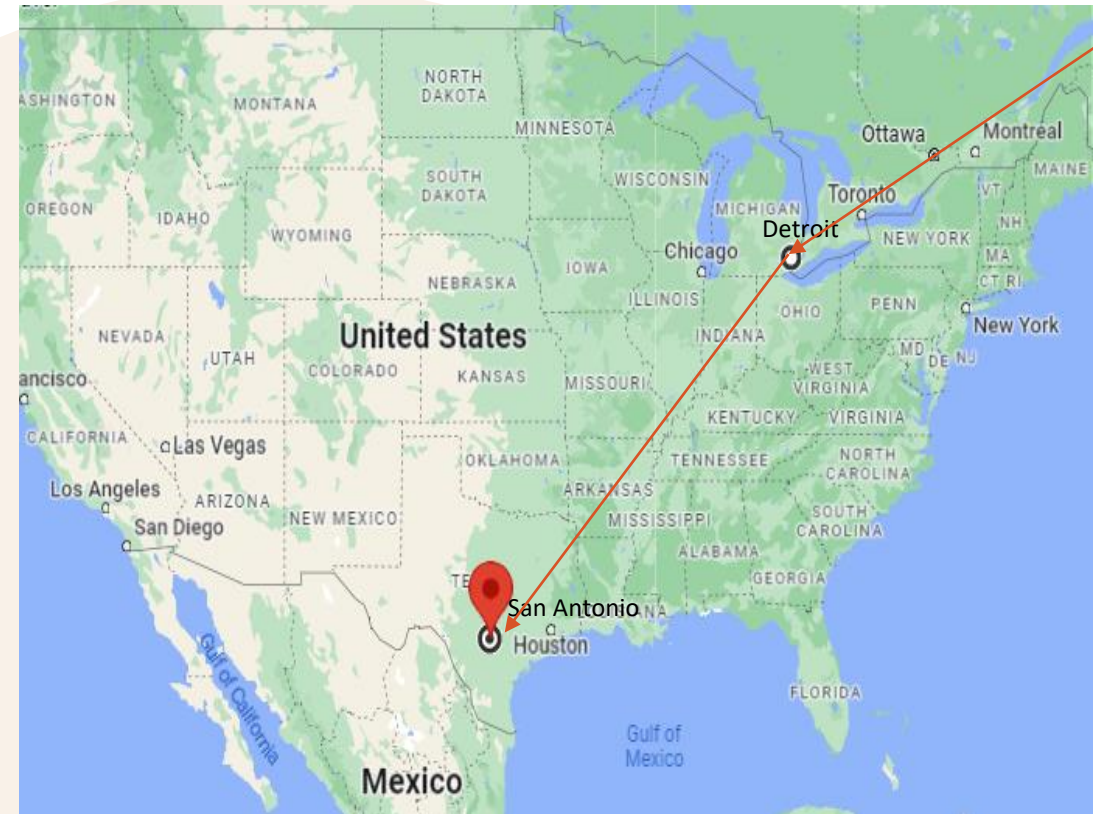 NORTH
DAKOTA
ASHINGTON
MONTANA
MINNESOTA
Ottawa
Montreal
MAINE
SOUTH
DAKOTA
WISCONSIN
Toronto
VT
OREGON
IDAHO
MICHIGAN
NH
WYOMING
Detroit
NEW YORK
Chicago
MA
IOWA
NEBRASKA
CT RI
ILLINOIS
OHIO
PENN
New York
NEVADA
United States
INDIANA
UTAH
COLORADO
KANSAS
MISSOURI
WEST
VIRGINIA
MD
DE
NJ
ancisco
KENTUCKY
VIRGINIA
CALIFORNIA
Las Vegas
OKLAHOMA
TENNESSEE
NORTH
CAROLINA
Los Angeles
ARIZONA
NEW MEXICO
ARKANSAS
San Diego
MISSISSIPPI
SOUTH
CAROLINA
ALABAMA
GEORGIA
TE
San Antonio
ANA
Houston
Gulf of California
FLORIDA
Gulf of
Mexico
Mexico